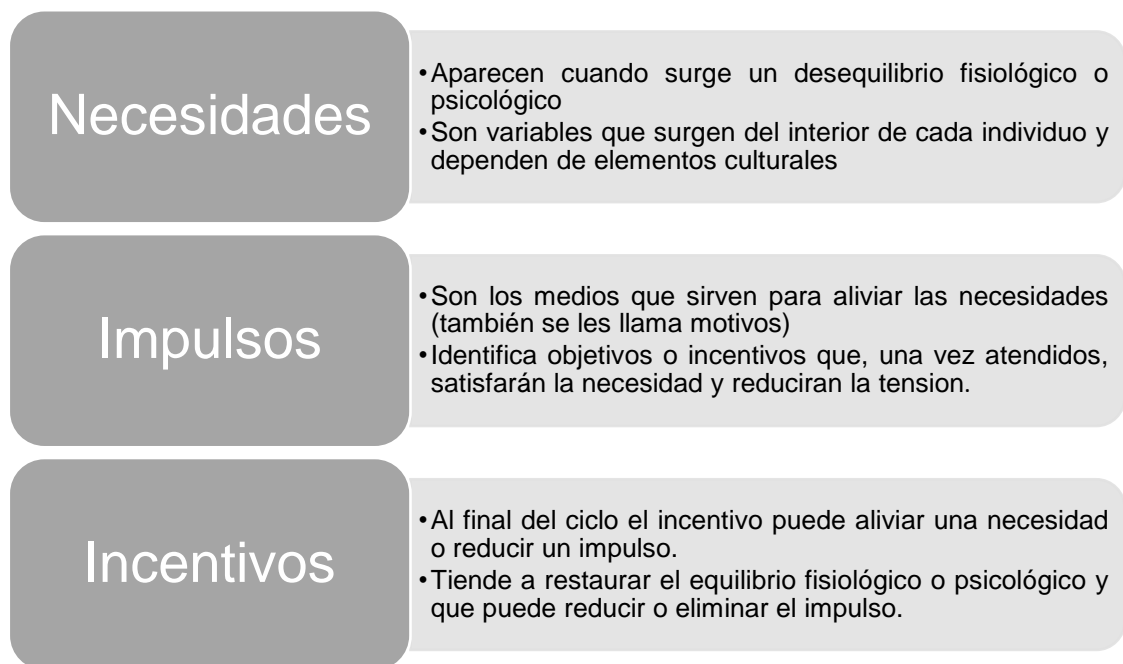 Necesidades
•Aparecen cuando surge un desequilibrio fisiológico o
psicológico
•Son variables que surgen del interior de cada individuo y
dependen de elementos culturales
Impulsos
•Son los medios que sirven para aliviar las necesidades
(también se les llama motivos)
•Identifica objetivos o incentivos que, una vez atendidos,
satisfarán la necesidad y reduciran la tension.
Incentivos
•Al final del ciclo el incentivo puede aliviar una necesidad
o reducir un impulso.
•Tiende a restaurar el equilibrio fisiológico o psicológico y
que puede reducir o eliminar el impulso.